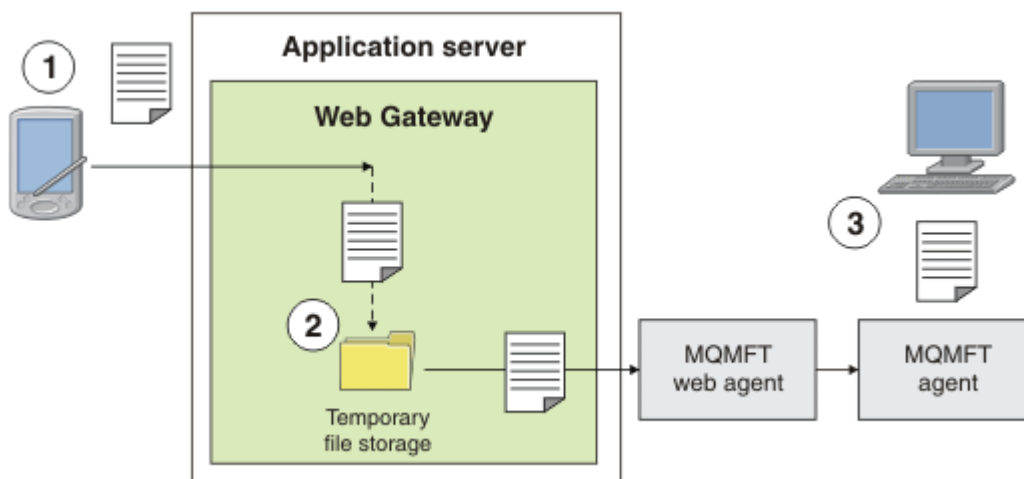 Application server
1
Web Gateway
3
2
MQMFT
web agent
MQMFT
agent
Temporary
file storage